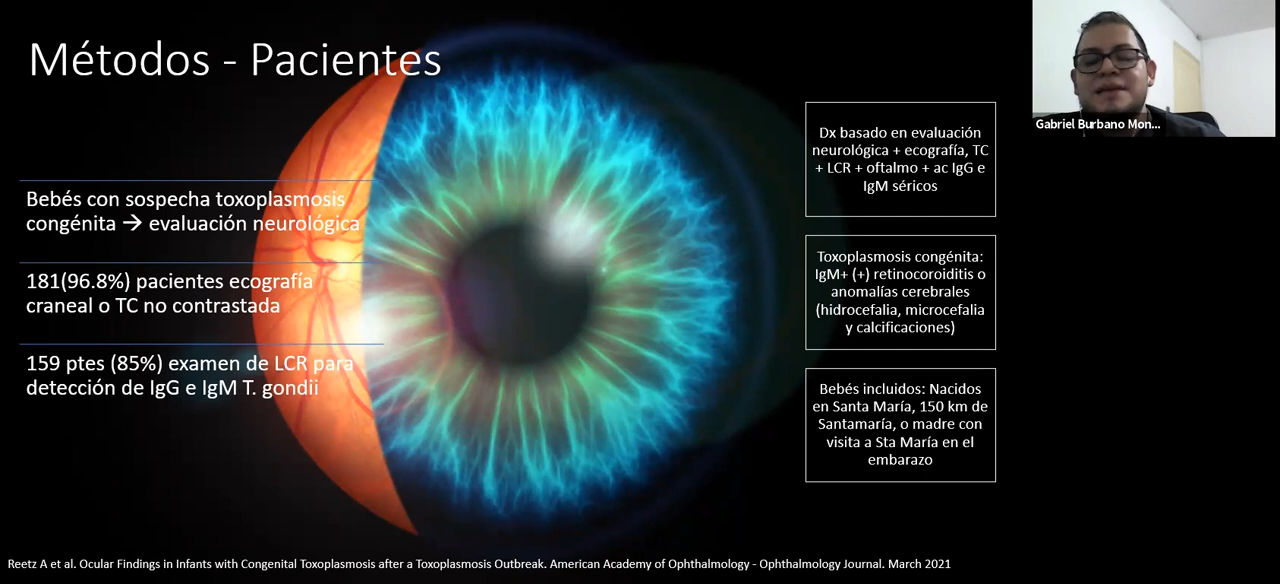 Métodos - Pacientes
Bebés con sospecha toxoplasmosis
congénita → evaluación neurológica
181(96.8%) pacientes ecografía
craneal o TC no contrastada
159 ptes (85%) examen de LCR para
detección de IgG e IgM T. gondii
Dx basado en evaluación
neurológica + ecografía, TC
+ LCR + oftalmo + ac IgG e
IgM séricos
Toxoplasmosis congénita:
IgM+ (+) retinocoroiditis o
anomalías cerebrales
(hidrocefalia, microcefalia
y calcificaciones)
Bebés incluidos: Nacidos
en Santa María, 150 km de
Santamaría, o madre con
visita a Sta María en el
embarazo
Gabriel Burbano Mon...
Reetz A et al. Ocular Findings in Infants with Congenital Toxoplasmosis after a Toxoplasmosis Outbreak. American Academy of Ophthalmology - Ophthalmology Journal. March 2021